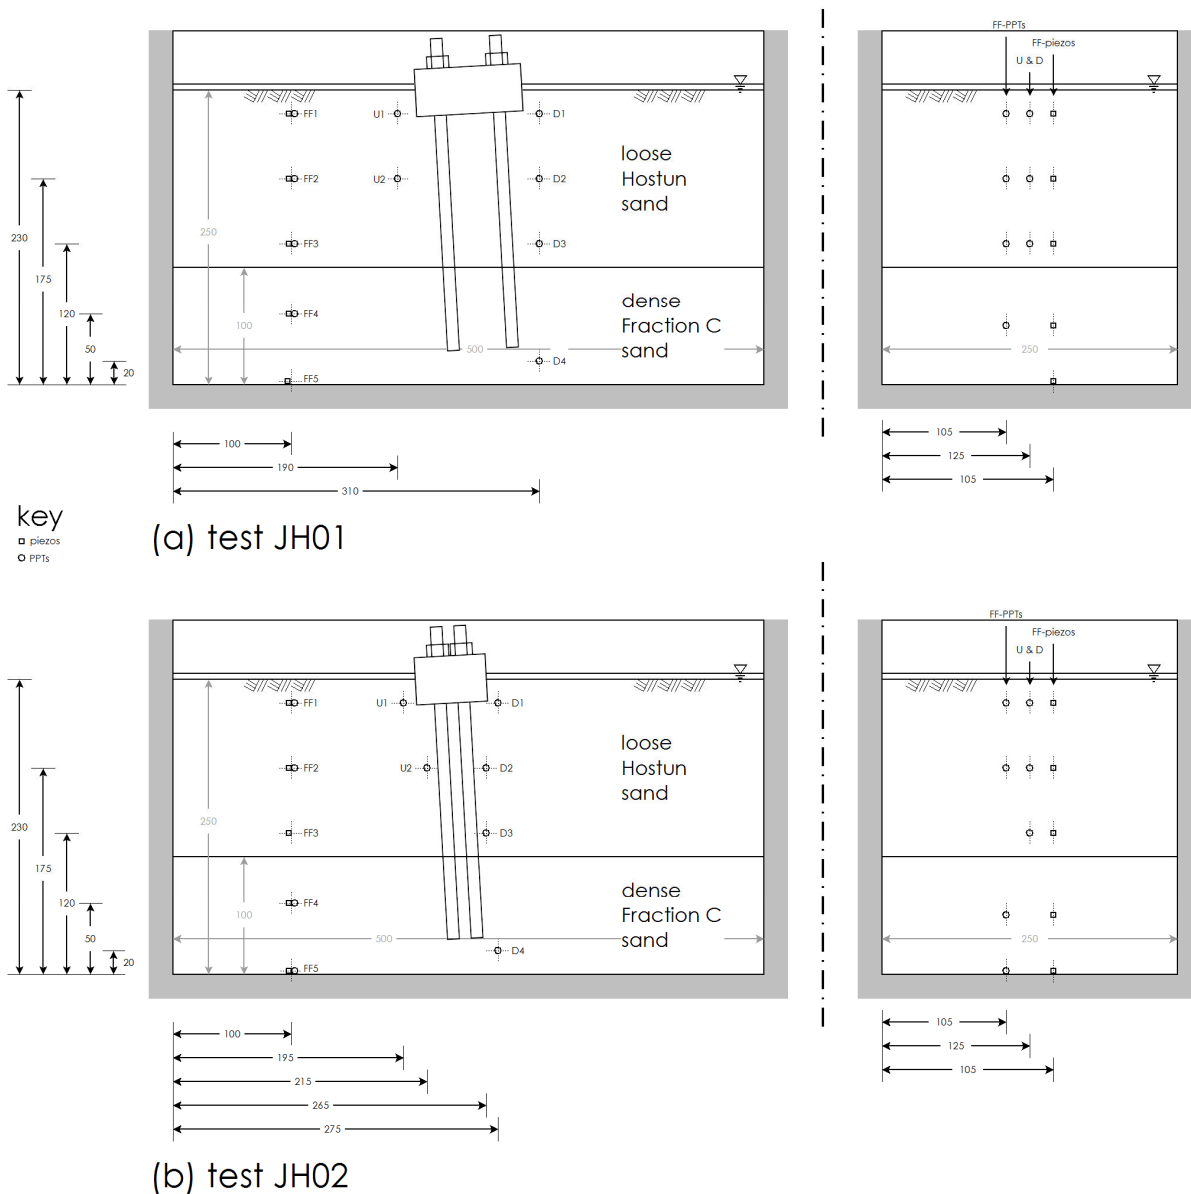 FF-PPTs
FF-piezos
U & D
FF1
U1
D1
loose
Hostun
sand
FF2
U2
D2
230
250
FF3
D3
175
120
FF4
dense
Fraction C
sand
100
50
500
250
D4
20
FF5
100
105
190
125
310
105
key
piezos
PPTs
(a) test JH01
FF-PPTs
FF-piezos
U & D
FF1
U1
D1
loose
Hostun
sand
FF2
U2
D2
230
250
FF3
D3
175
120
FF4
dense
Fraction C
sand
100
50
500
250
D4
20
FF5
100
105
195
125
215
105
265
275
(b) test JH02